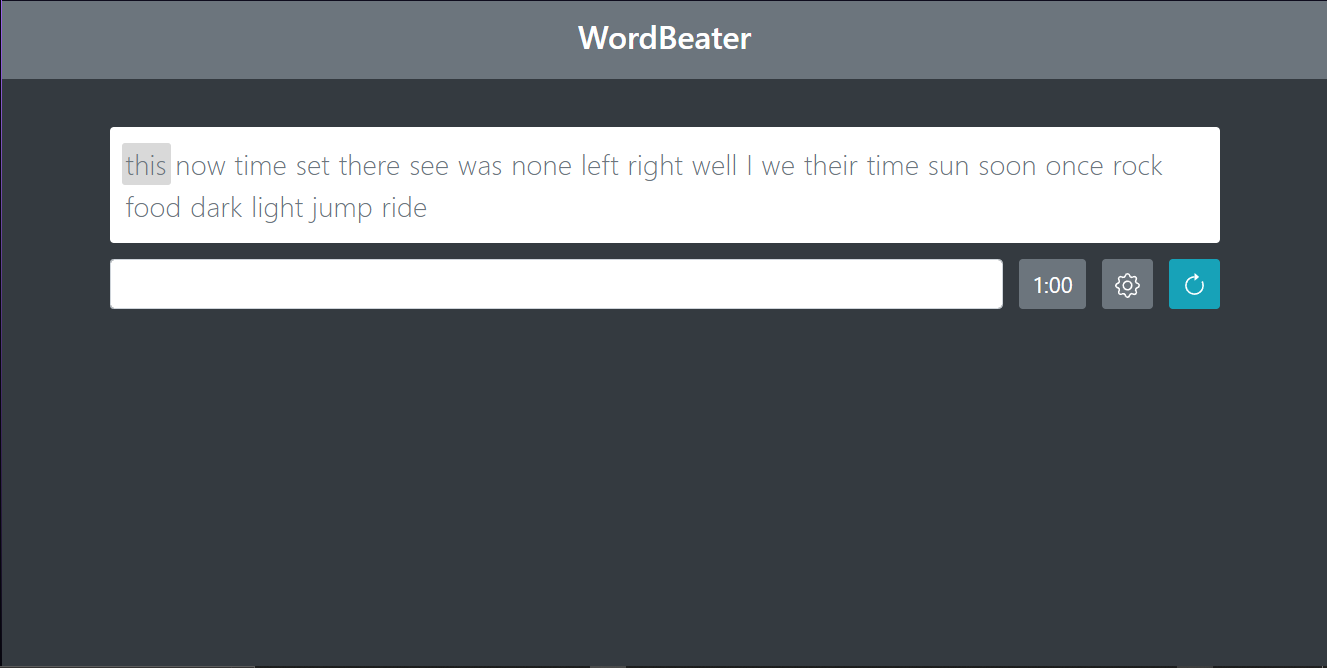 WordBeater
this now time set there see was none left right well I we their time sun soon once rock
food dark light jump ride
1:00